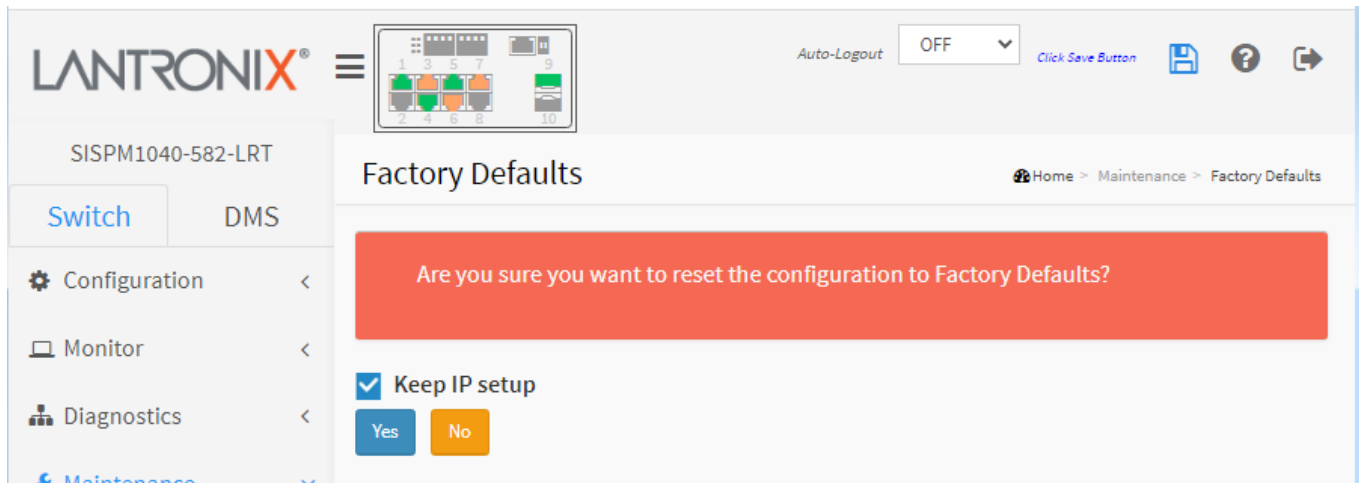 LANTRONIX®
1 3 5 7 9
2 4 6 8 10
Auto-Logout OFF Click Save Button
SISPM1040-582-LRT
Switch DMS
Configuration
Monitor
Diagnostics
Maintenance
Factory Defaults
Home > Maintenance > Factory Defaults
Are you sure you want to reset the configuration to Factory Defaults?
Keep IP setup
Yes No